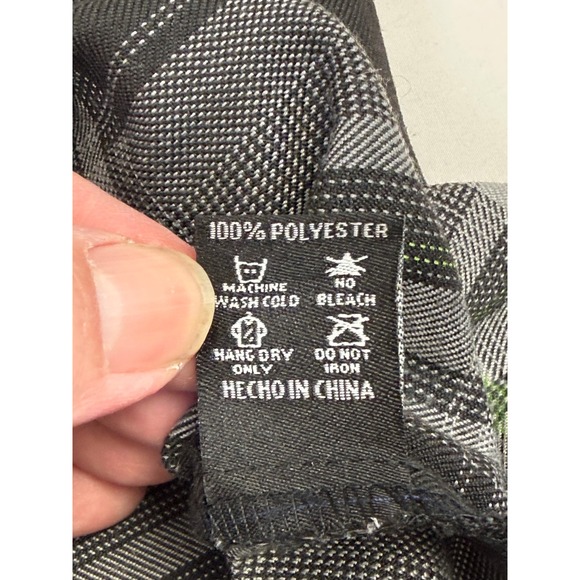 100% POLYESTER
MACHINE WASH COLD
NO BLEACH
HANG DRY ONLY
DO NOT IRON
HECHO IN CHINA